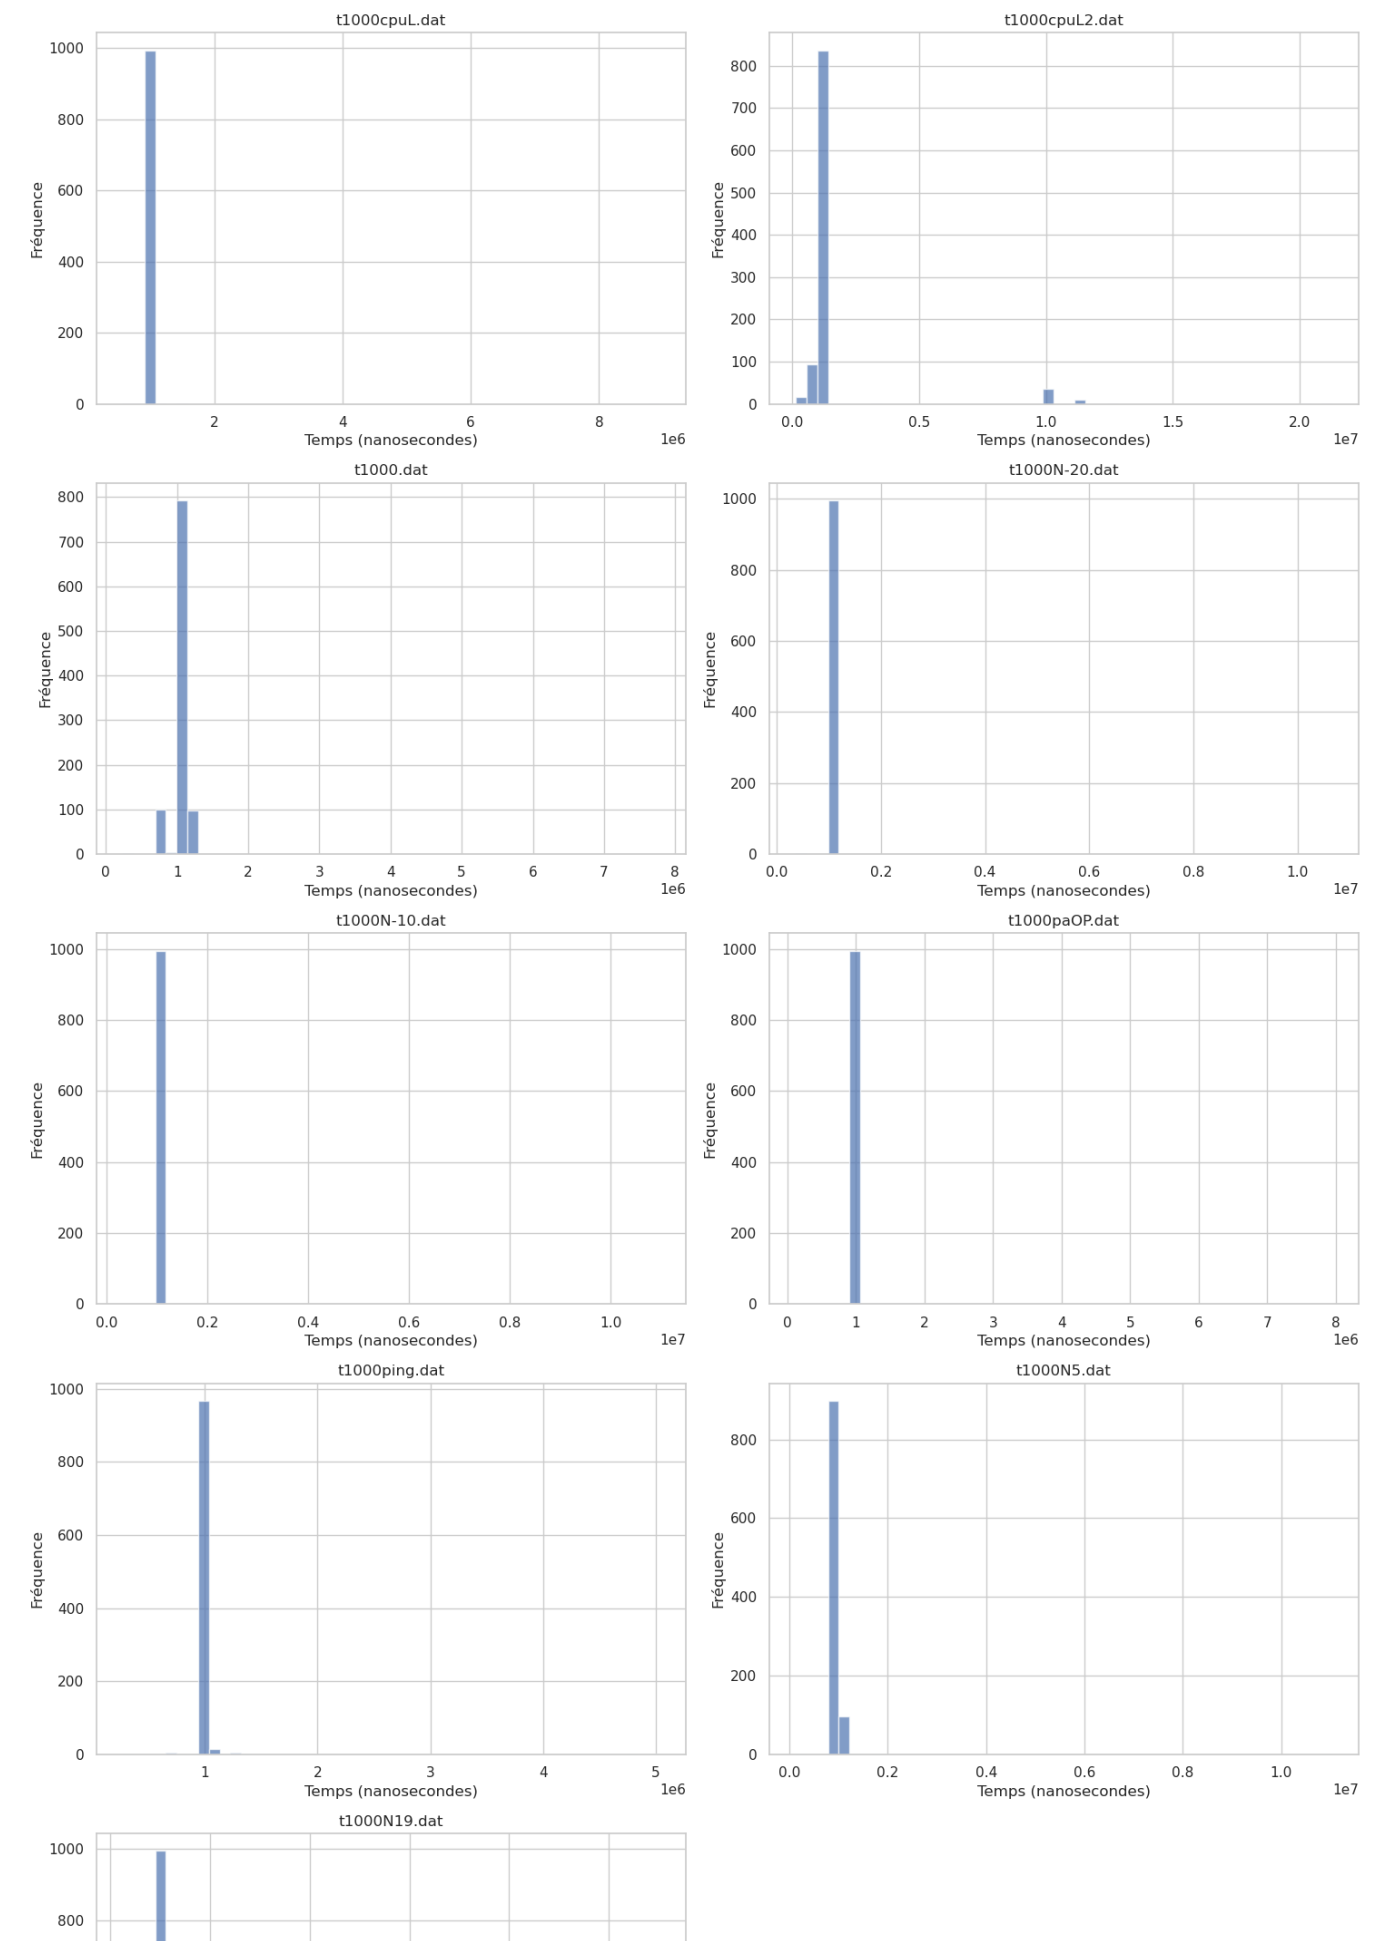 t1000cpuL.dat
1000
800
600
400
200
0
Fréquence
2 4 6 8
Temps (nanosecondes) 1e6
t1000cpuL2.dat
800
700
600
500
400
300
200
100
0
Fréquence
0.0 0.5 1.0 1.5 2.0
Temps (nanosecondes) 1e7
t1000.dat
800
700
600
500
400
300
200
100
0
Fréquence
0 1 2 3 4 5 6 7 8
Temps (nanosecondes) 1e6
t1000N-20.dat
1000
800
600
400
200
0
Fréquence
0.0 0.2 0.4 0.6 0.8 1.0
Temps (nanosecondes) 1e7
t1000N-10.dat
1000
800
600
400
200
0
Fréquence
0.0 0.2 0.4 0.6 0.8 1.0
Temps (nanosecondes) 1e7
t1000paOP.dat
1000
800
600
400
200
0
Fréquence
0 1 2 3 4 5 6 7 8
Temps (nanosecondes) 1e6
t1000ping.dat
1000
800
600
400
200
0
Fréquence
1 2 3 4 5
Temps (nanosecondes) 1e6
t1000N5.dat
800
600
400
200
0
Fréquence
0.0 0.2 0.4 0.6 0.8 1.0
Temps (nanosecondes) 1e7
t1000N19.dat
1000
800